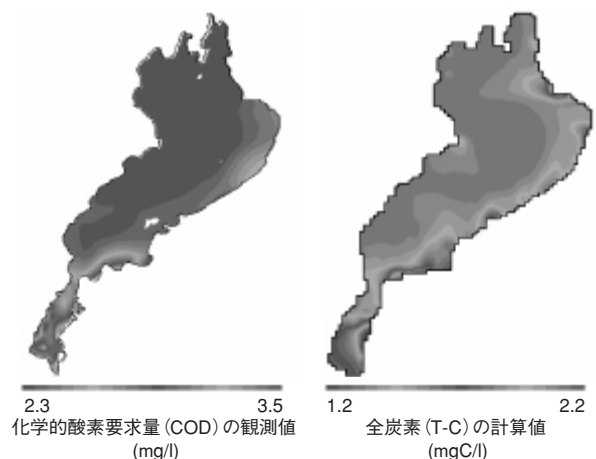 2.3 3.5
化学的酸素要求量（COD）の観測値
(mg/l)
1.2 2.2
全炭素（T-C）の計算値
(mgC/l)